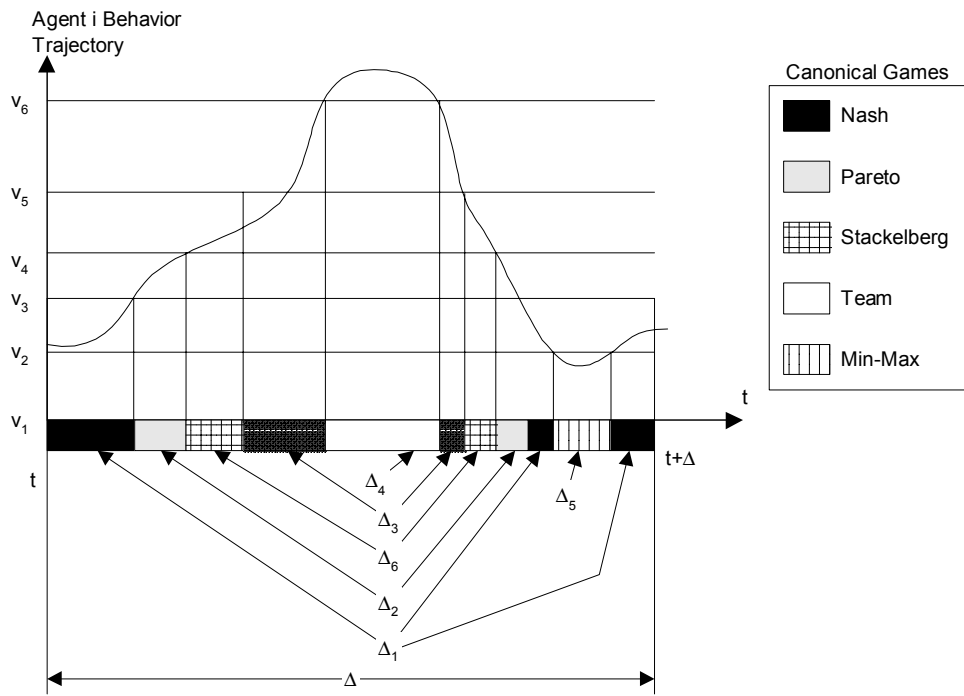 Agent i Behavior
Trajectory
Canonical Games
Nash
Pareto
Stackelberg
Team
Min-Max
v₆
v₅
v₄
v₃
v₂
v₁
t
t
t+Δ
Δ₄
Δ₃
Δ₅
Δ₆
Δ₂
Δ₁
Δ